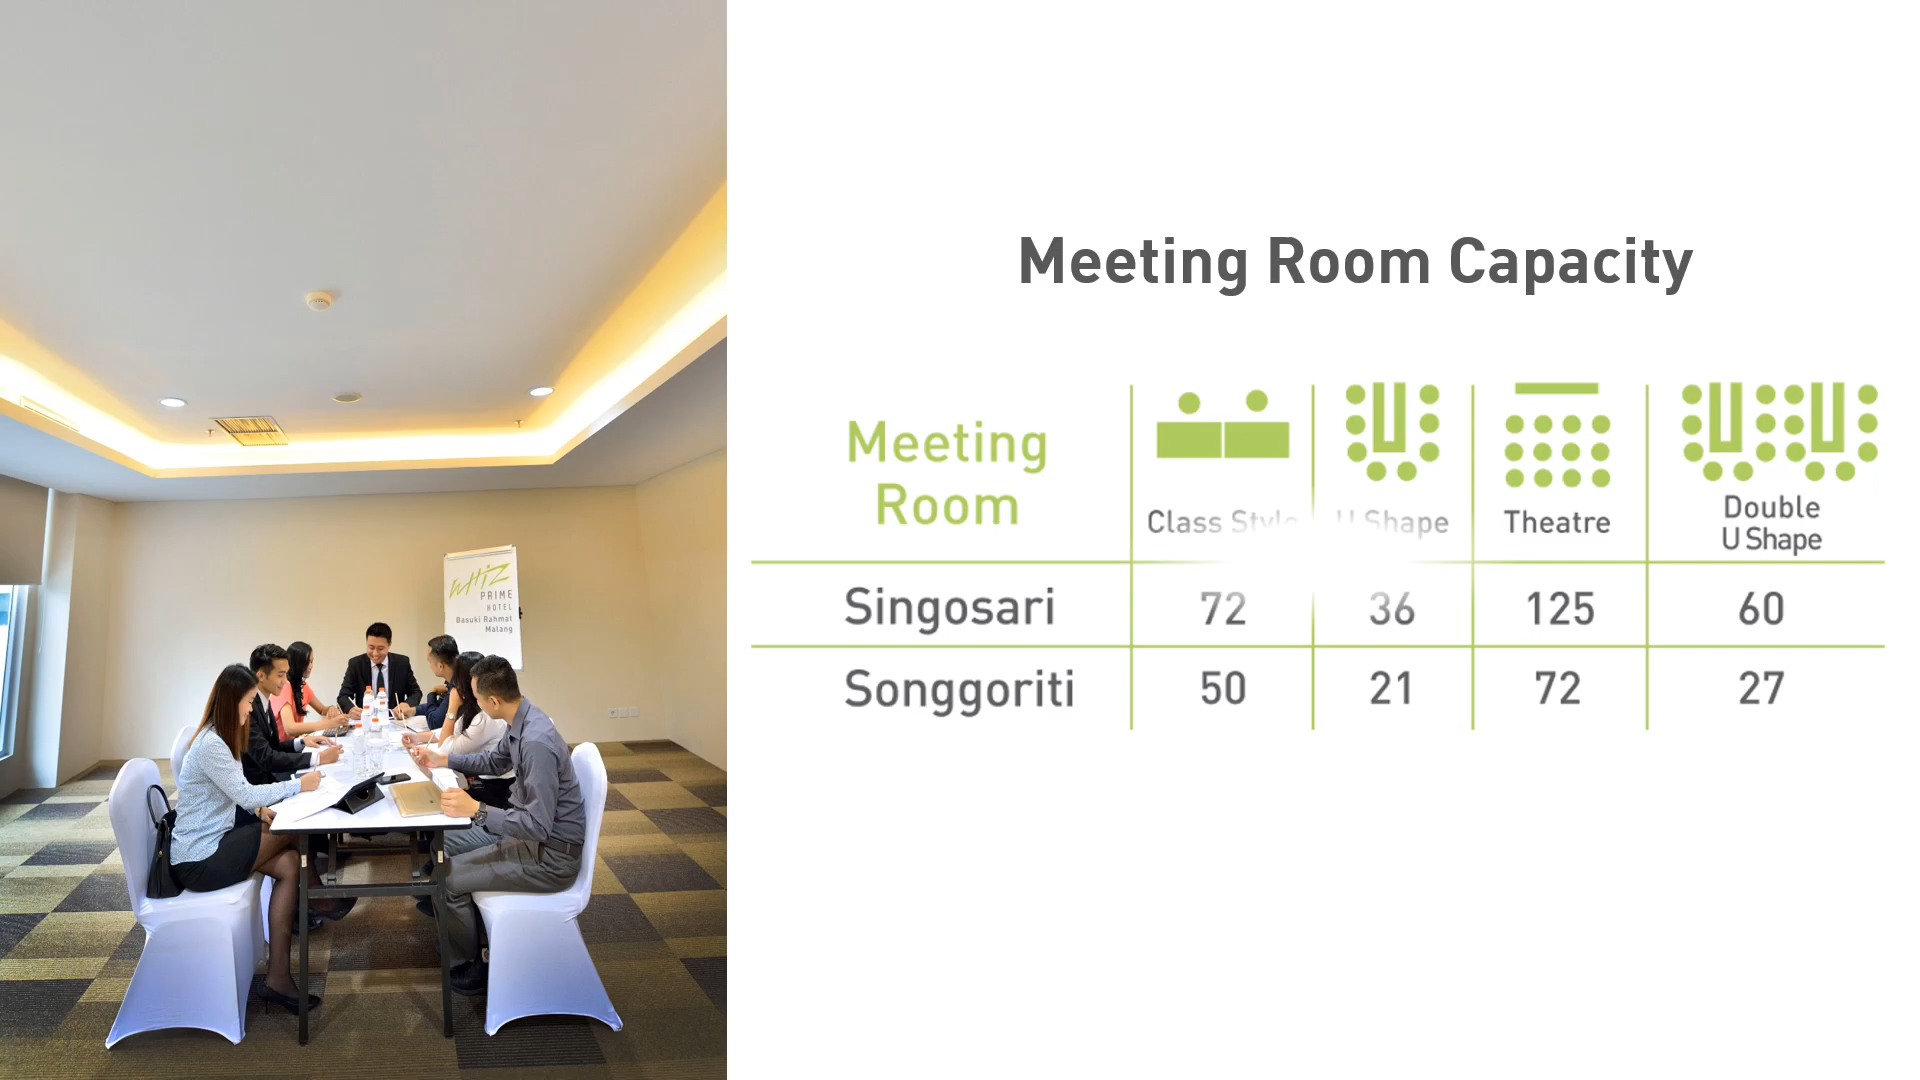 WHIZ
PRIME
HOTEL
Basuki Rahmat
Malang
Meeting Room Capacity
Meeting
Room
Class Style
U Shape
Theatre
Double
U Shape
Singosari 72 36 125 60
Songgoriti 50 21 72 27